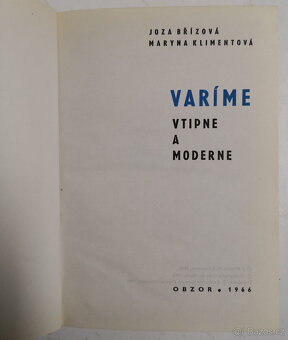 JOZA BŘÍZOVÁ
MARYNA KLIMENTOVÁ
VARÍME
VTIPNE
A
MODERNE
OBZOR • 1966